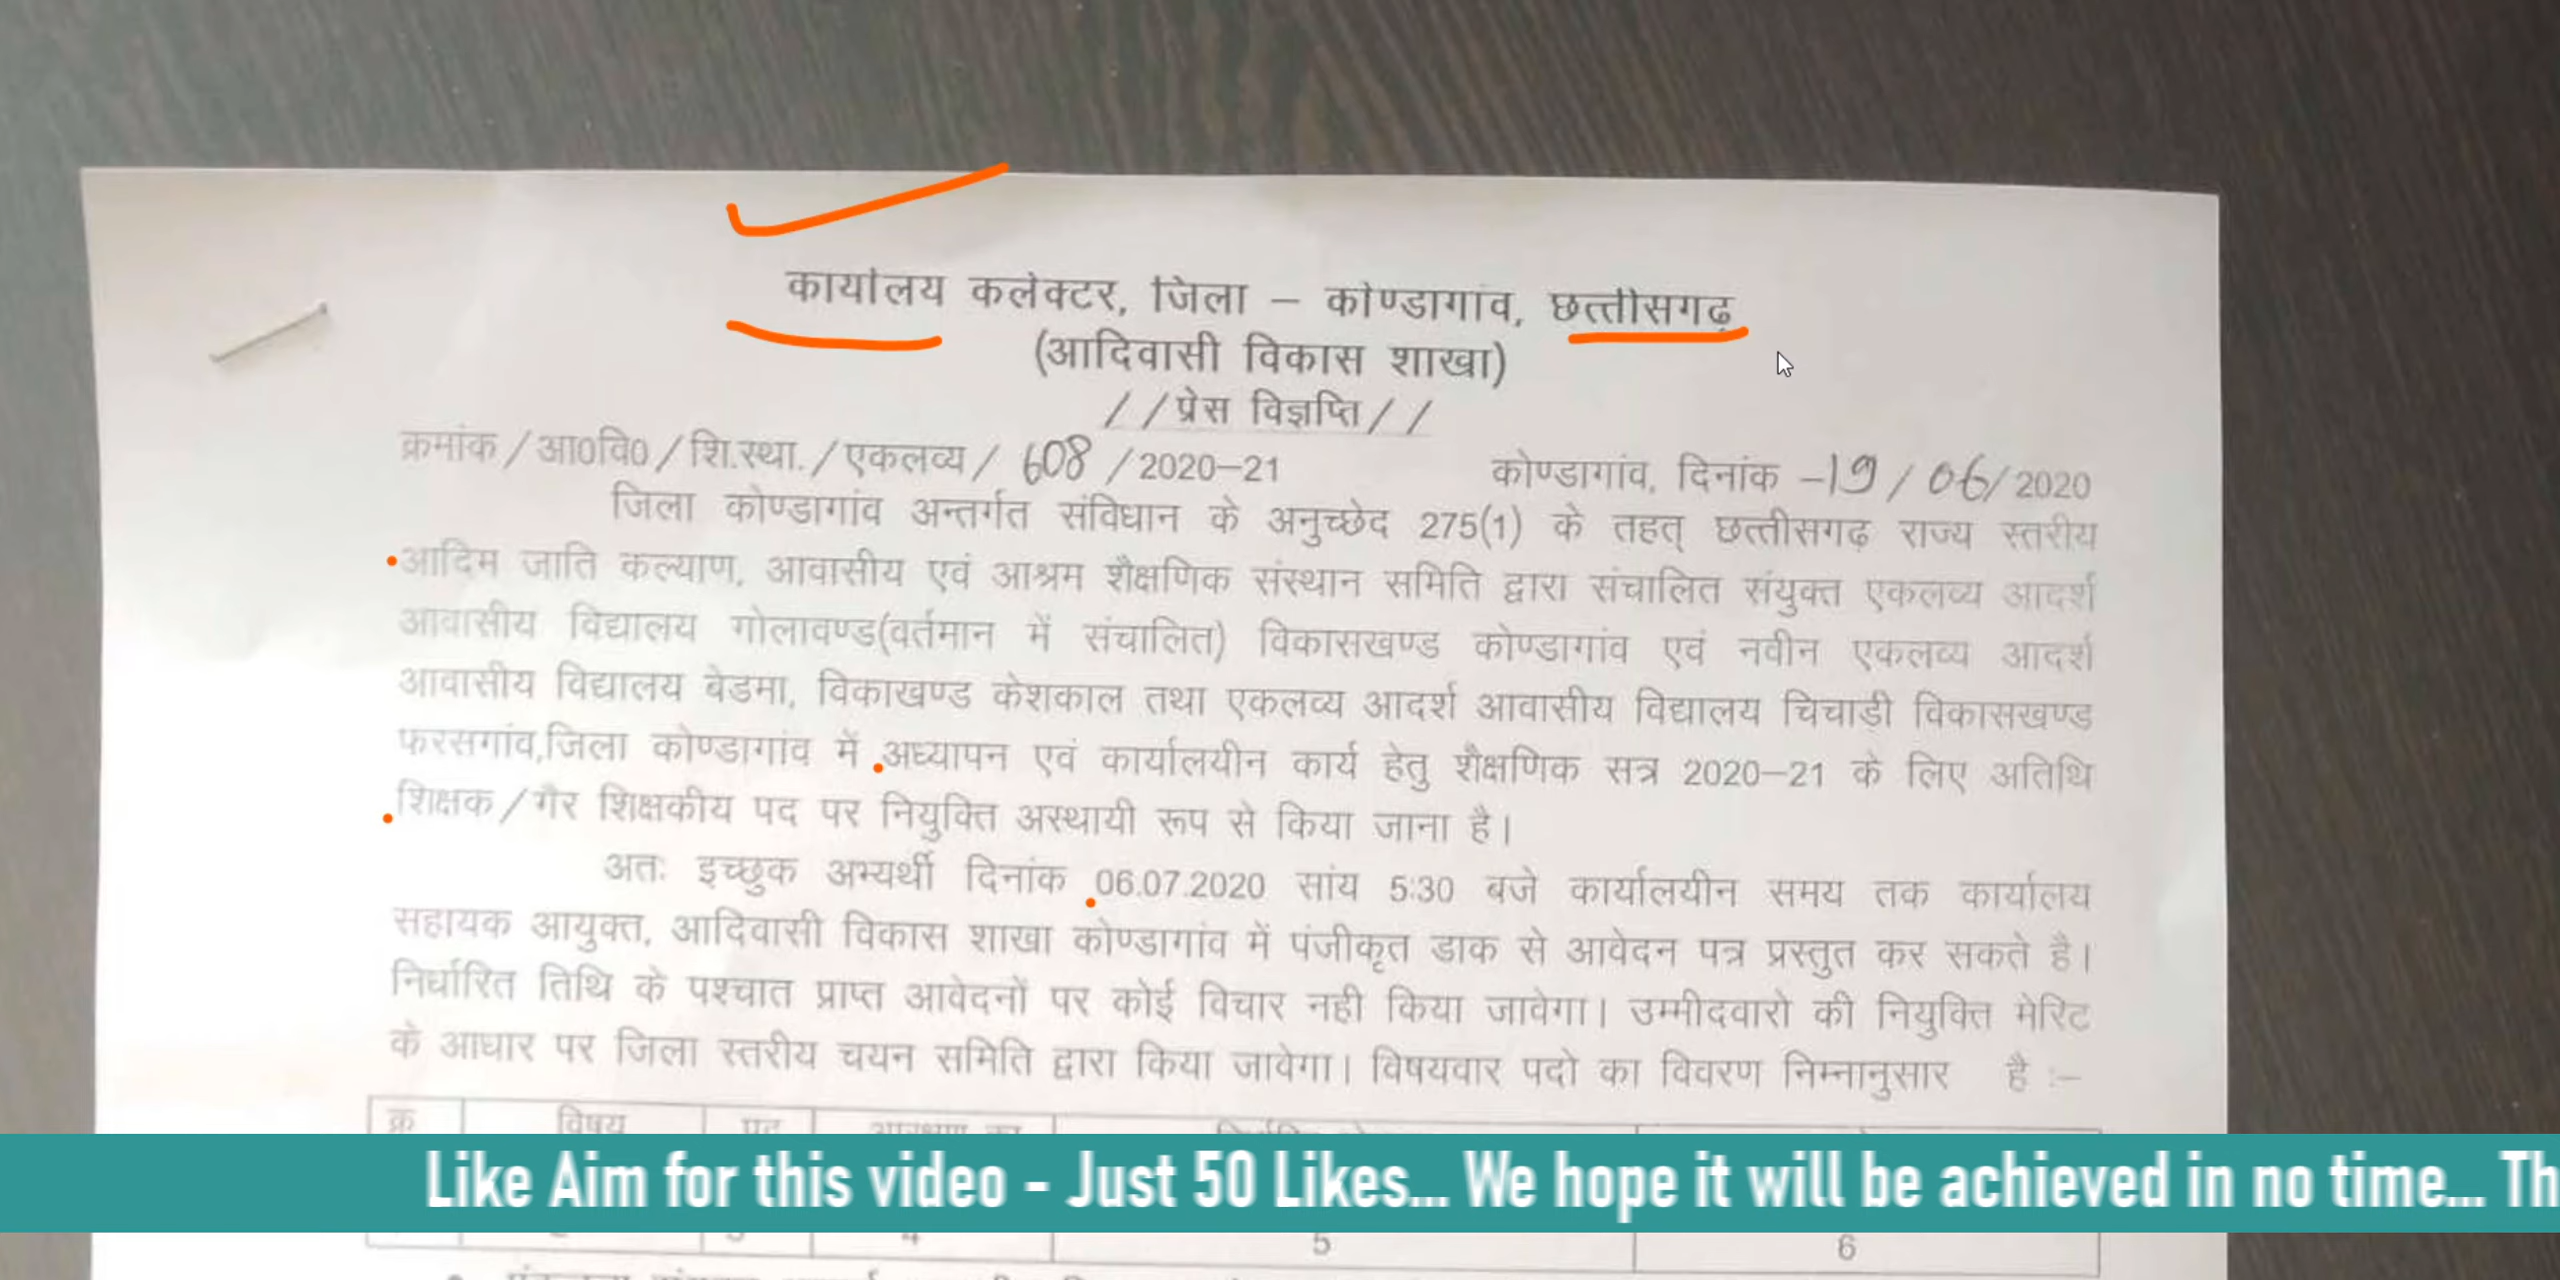 कार्यालय कलेक्टर, जिला – कोण्डागांव, छत्तीसगढ़
(आदिवासी विकास शाखा)
//प्रेस विज्ञप्ति//
क्रमांक/आ0वि0/शि.स्था./एकलव्य/ 608 /2020–21 कोण्डागांव, दिनांक –19/06/2020
जिला कोण्डागांव अन्तर्गत संविधान के अनुच्छेद 275(1) के तहत् छत्तीसगढ़ राज्य स्तरीय
आदिम जाति कल्याण, आवासीय एवं आश्रम शैक्षणिक संस्थान समिति द्वारा संचालित संयुक्त एकलव्य आदर्श
आवासीय विद्यालय गोलावण्ड(वर्तमान में संचालित) विकासखण्ड कोण्डागांव एवं नवीन एकलव्य आदर्श
आवासीय विद्यालय बेडमा, विकाखण्ड केशकाल तथा एकलव्य आदर्श आवासीय विद्यालय चिचाड़ी विकासखण्ड
फरसगांव,जिला कोण्डागांव में अध्यापन एवं कार्यालयीन कार्य हेतु शैक्षणिक सत्र 2020–21 के लिए अतिथि
शिक्षक/गैर शिक्षकीय पद पर नियुक्ति अस्थायी रूप से किया जाना है।
अतः इच्छुक अभ्यर्थी दिनांक 06.07.2020 सांय 5:30 बजे कार्यालयीन समय तक कार्यालय
सहायक आयुक्त, आदिवासी विकास शाखा कोण्डागांव में पंजीकृत डाक से आवेदन पत्र प्रस्तुत कर सकते है।
निर्धारित तिथि के पश्चात प्राप्त आवेदनों पर कोई विचार नही किया जावेगा। उम्मीदवारो की नियुक्ति मेरिट
के आधार पर जिला स्तरीय चयन समिति द्वारा किया जावेगा। विषयवार पदो का विवरण निम्नानुसार है :–
क्र विषय पद
Like Aim for this video - Just 50 Likes... We hope it will be achieved in no time... Th
4 5 6